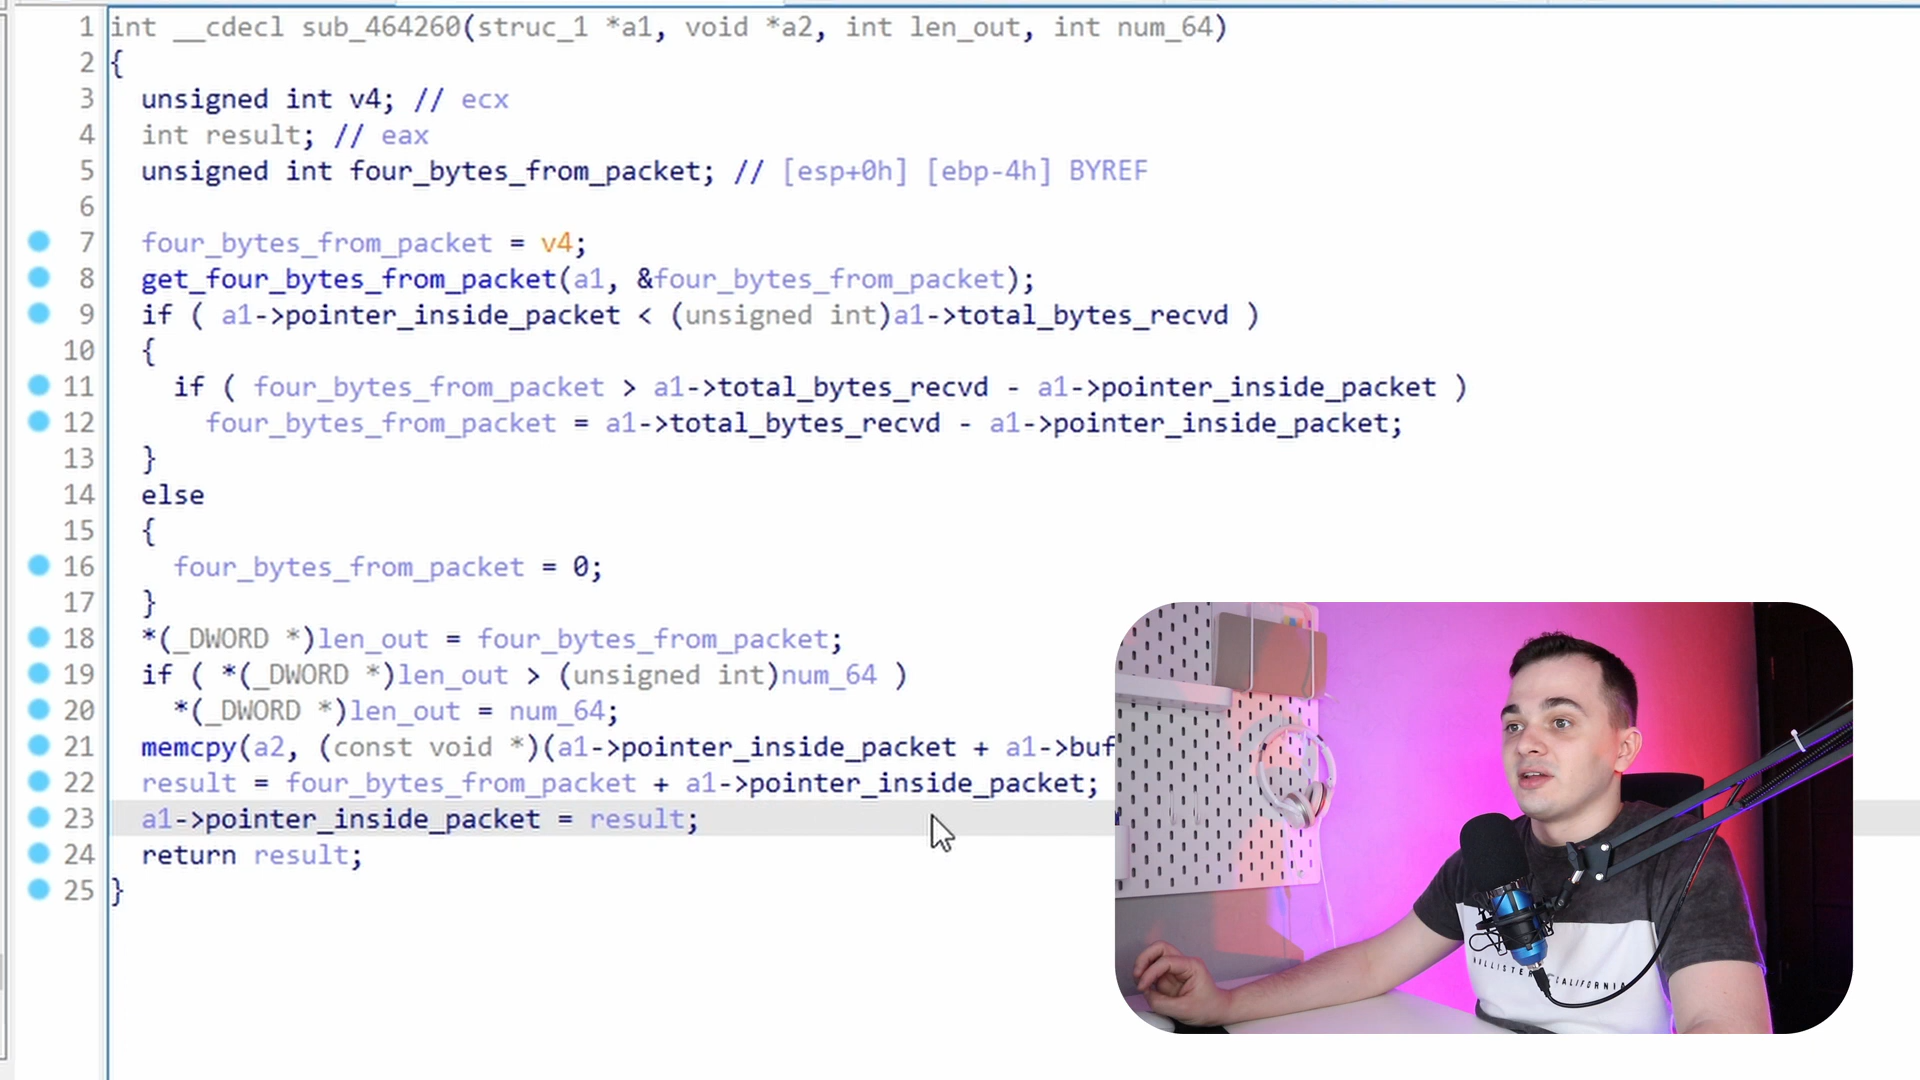 1 int __cdecl sub_464260(struc_1 *a1, void *a2, int len_out, int num_64)
2 {
3 unsigned int v4; // ecx
4 int result; // eax
5 unsigned int four_bytes_from_packet; // [esp+0h] [ebp-4h] BYREF
6
7 four_bytes_from_packet = v4;
8 get_four_bytes_from_packet(a1, &four_bytes_from_packet);
9 if ( a1->pointer_inside_packet < (unsigned int)a1->total_bytes_recvd )
10 {
11 if ( four_bytes_from_packet > a1->total_bytes_recvd - a1->pointer_inside_packet )
12 four_bytes_from_packet = a1->total_bytes_recvd - a1->pointer_inside_packet;
13 }
14 else
15 {
16 four_bytes_from_packet = 0;
17 }
18 *(_DWORD *)len_out = four_bytes_from_packet;
19 if ( *(_DWORD *)len_out > (unsigned int)num_64 )
20 *(_DWORD *)len_out = num_64;
21 memcpy(a2, (const void *)(a1->pointer_inside_packet + a1->buf
22 result = four_bytes_from_packet + a1->pointer_inside_packet;
23 a1->pointer_inside_packet = result;
24 return result;
25 }
HOLLISTER CALIFORNIA